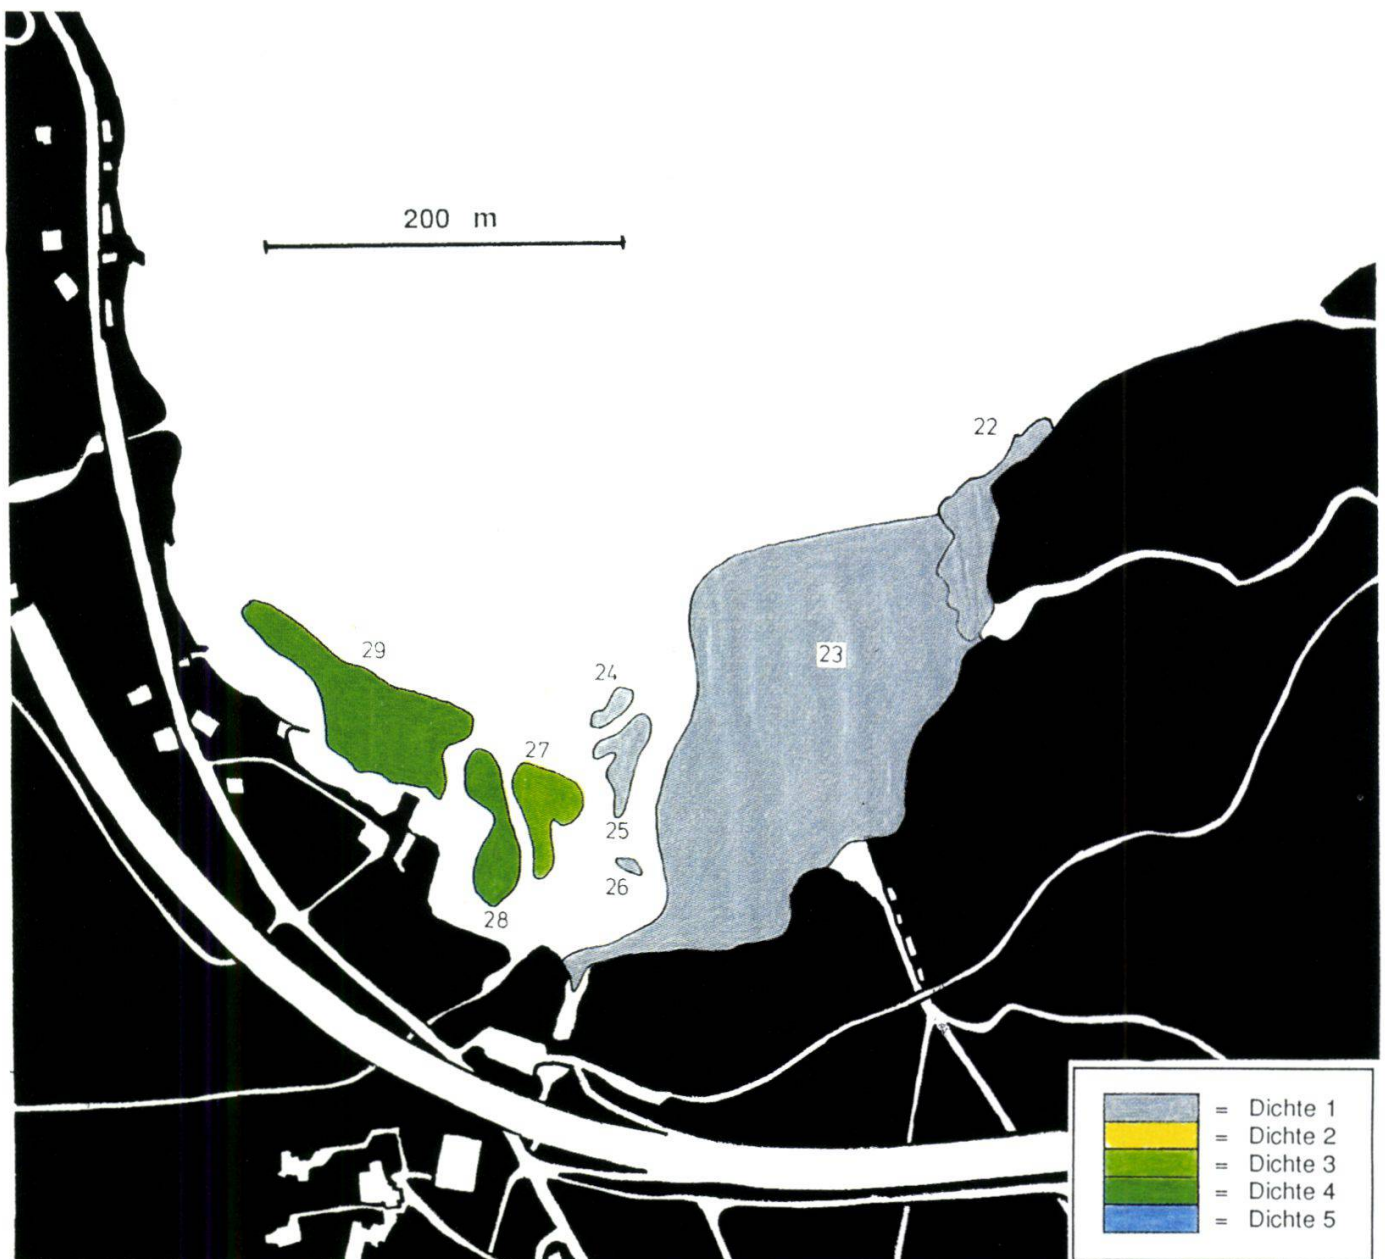 200 m
22
23
29
24
27
25
26
28
= Dichte 1
= Dichte 2
= Dichte 3
= Dichte 4
= Dichte 5